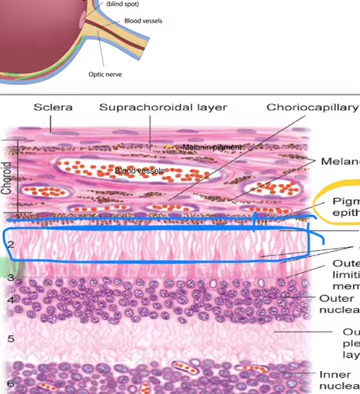 (blind spot)
Blood vessels
Optic nerve
Sclera
Suprachoroidal layer
Choriocapillary
Melanin pigment
Blood vessels
Choroid
Melan
Pigm
epith
2
3
Oute
limiti
mem
4
Outer
nuclea
5
Ou
ple
lay
6
Inner
nuclea